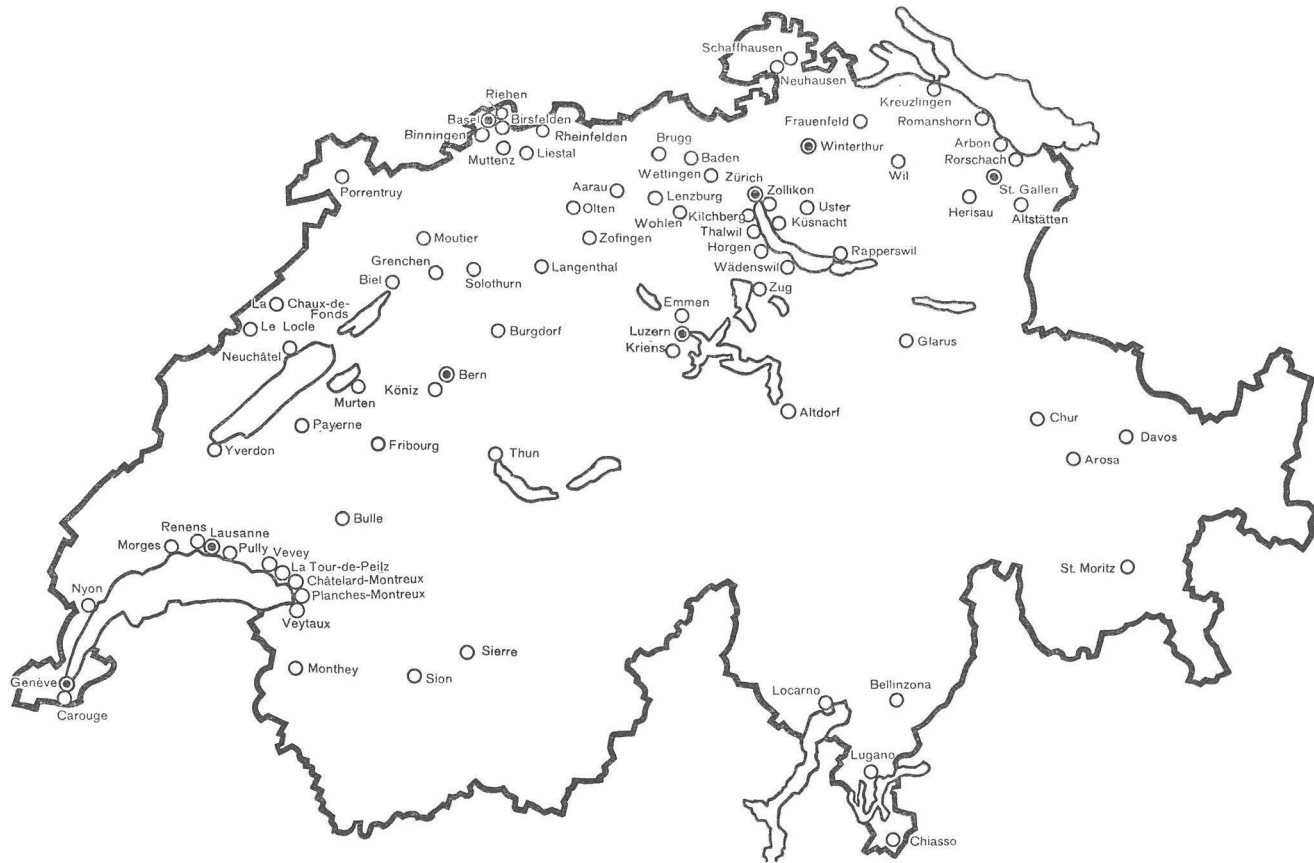 Schaffhausen
Neuhausen
Kreuzlingen
Riehen
Basel
Birsfelden
Binningen
Rheinfelden
Muttenz
Liestal
Frauenfeld
Romanshorn
Brugg
Baden
Winterthur
Arbon
Rorschach
Wettingen
Zürich
Wil
Porrentruy
Aarau
Lenzburg
Zollikon
St. Gallen
Olten
Wohlen
Kilchberg
Uster
Küsnacht
Herisau
Altstätten
Moutier
Zofingen
Thalwil
Horgen
Rapperswil
Grenchen
Biel
Solothurn
Langenthal
Wädenswil
Zug
La Chaux-de-
Fonds
Emmen
Le Locle
Burgdorf
Luzern
Kriens
Glarus
Neuchâtel
Bern
Köniz
Murten
Altdorf
Payerne
Chur
Davos
Yverdon
Fribourg
Thun
Arosa
Bulle
Renens
Lausanne
Morges
Pully
Vevey
La Tour-de-Peilz
Châtelard-Montreux
Planches-Montreux
Veytaux
Nyon
St. Moritz
Sierre
Monthey
Sion
Genève
Carouge
Locarno
Bellinzona
Lugano
Chiasso